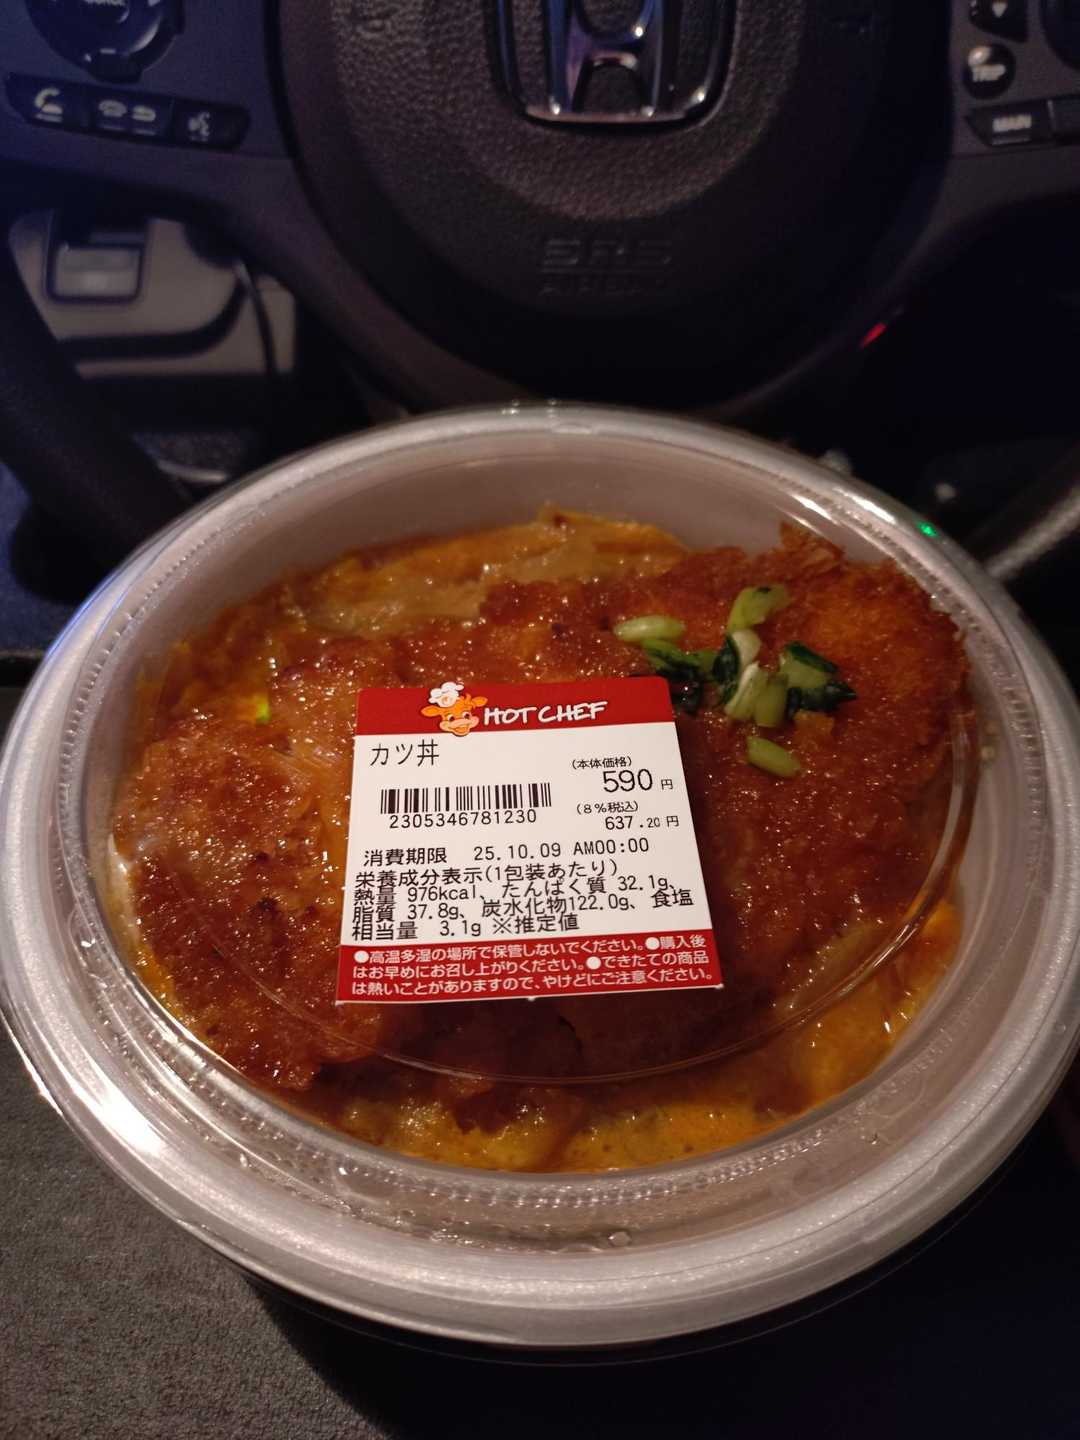 TRIP
MAIN
SRS
AIRBAG
HOT CHEF
カツ丼
(本体価格)
590 円
(8%税込)
637.20 円
2305346781230
消費期限 25.10.09 AM00:00
栄養成分表示(1包装あたり)
熱量 976kcal、たんぱく質 32.1g、
脂質 37.8g、炭水化物122.0g、食塩
相当量 3.1g ※推定値
●高温多湿の場所で保管しないでください。●購入後
はお早めにお召し上がりください。●できたての商品
は熱いことがありますので、やけどにご注意ください。